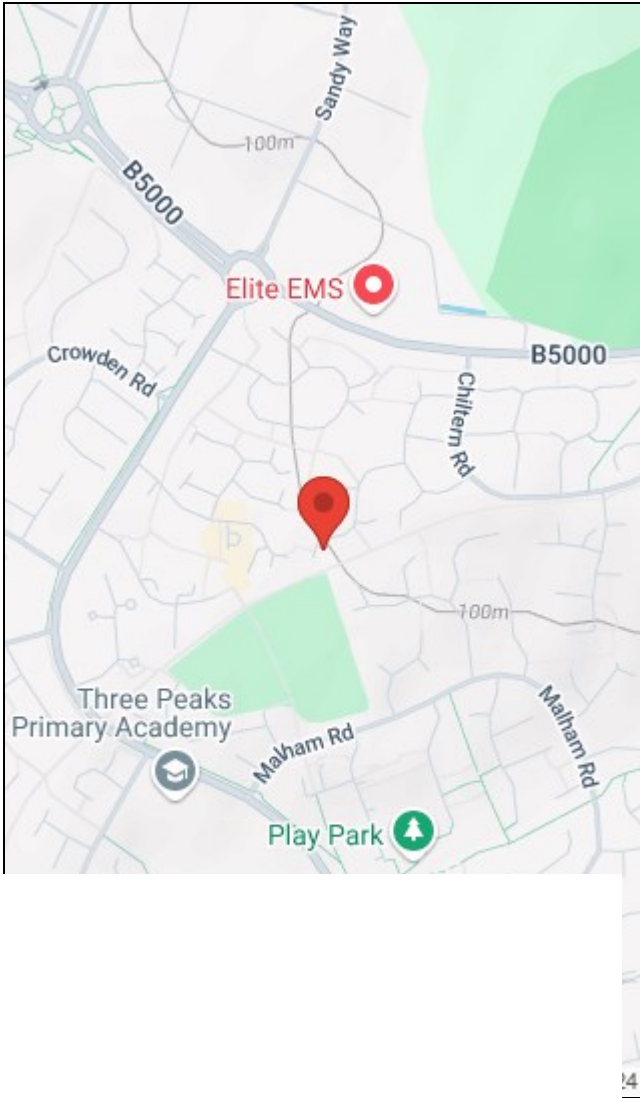 Sandy Way
100m
B5000
Elite EMS
B5000
Crowden Rd
Chiltern Rd
100m
Three Peaks
Primary Academy
Malham Rd
Malham Rd
Play Park
24